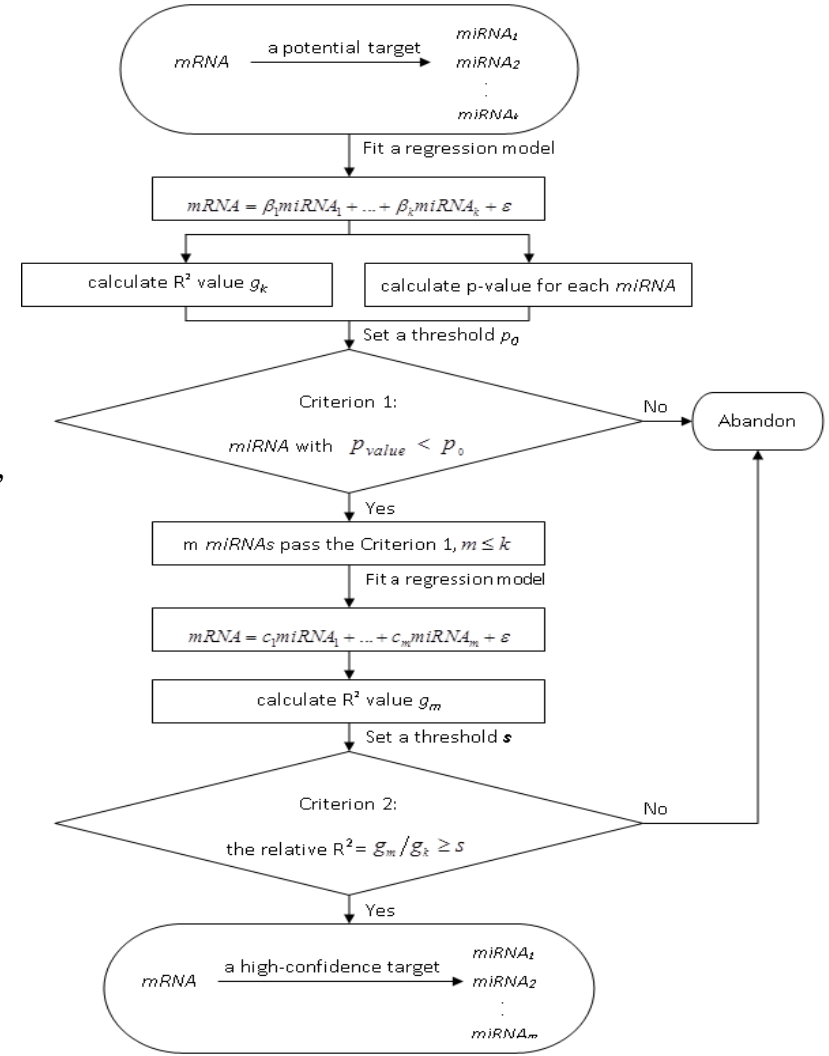 miRNA₁
mRNA a potential target miRNA₂
⋮
miRNAₖ
Fit a regression model
mRNA = β₁miRNA₁ + ... + βₖmiRNAₖ + ε
calculate R² value gₖ
calculate p-value for each miRNA
Set a threshold p₀
Criterion 1:
miRNA with p_value < p₀
No
Abandon
,
Yes
m miRNAs pass the Criterion 1, m ≤ k
Fit a regression model
mRNA = c₁miRNA₁ + ... + cₘmiRNAₘ + ε
calculate R² value gₘ
Set a threshold s
Criterion 2:
the relative R² = gₘ/gₖ ≥ s
No
Yes
miRNA₁
mRNA a high-confidence target miRNA₂
⋮
miRNAₘ